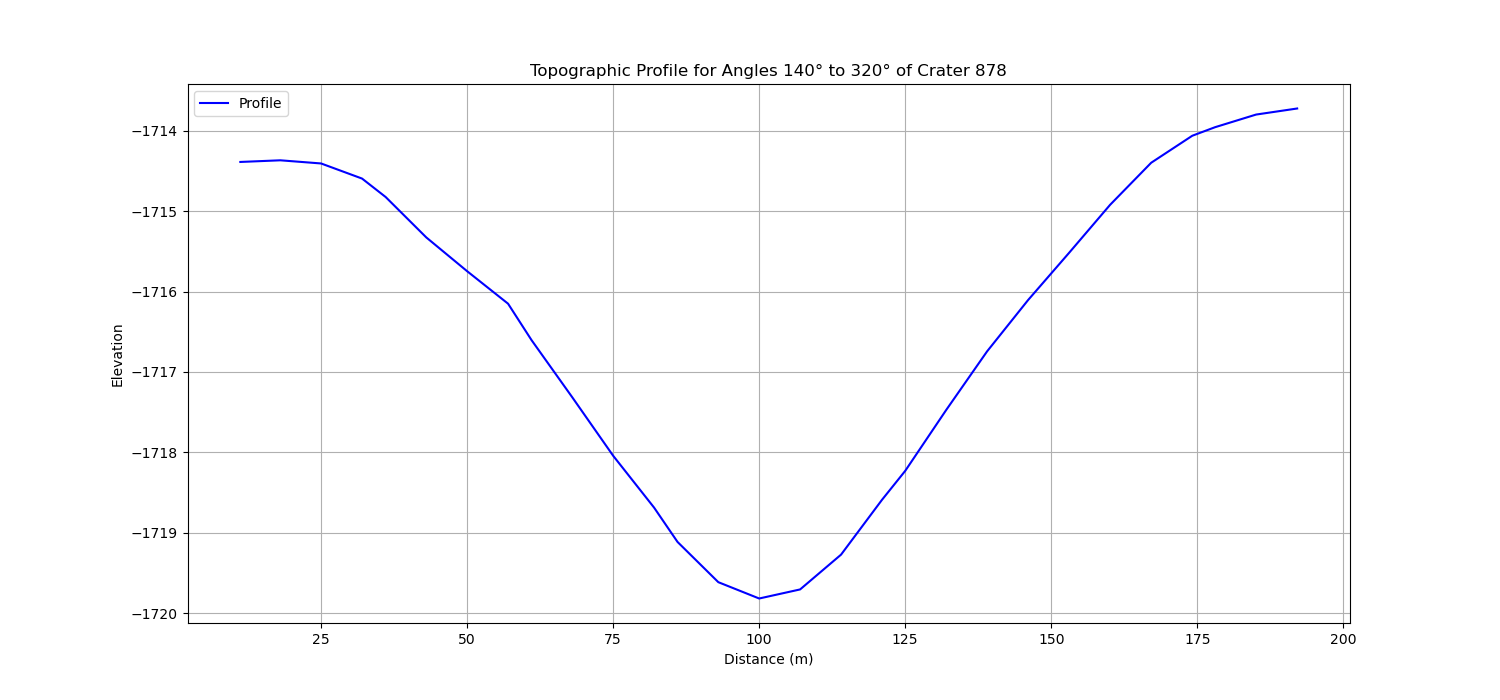 Topographic Profile for Angles 140° to 320° of Crater 878
Profile
−1714
−1715
−1716
−1717
−1718
−1719
−1720
Elevation
25 50 75 100 125 150 175 200
Distance (m)